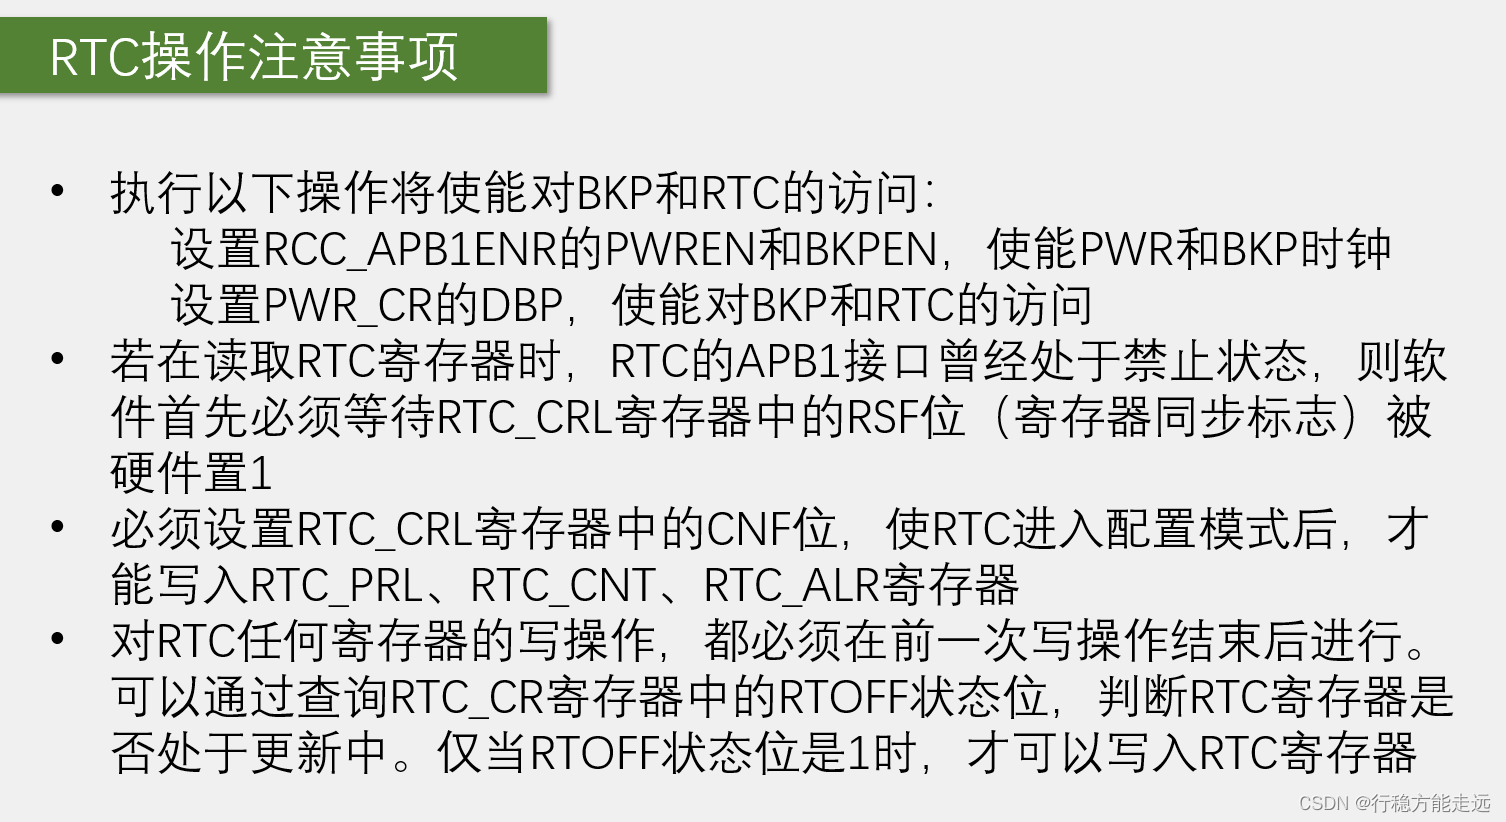 RTC操作注意事项
• 执行以下操作将使能对BKP和RTC的访问：
设置RCC_APB1ENR的PWREN和BKPEN，使能PWR和BKP时钟
设置PWR_CR的DBP，使能对BKP和RTC的访问
• 若在读取RTC寄存器时，RTC的APB1接口曾经处于禁止状态，则软
件首先必须等待RTC_CRL寄存器中的RSF位（寄存器同步标志）被
硬件置1
• 必须设置RTC_CRL寄存器中的CNF位，使RTC进入配置模式后，才
能写入RTC_PRL、RTC_CNT、RTC_ALR寄存器
• 对RTC任何寄存器的写操作，都必须在前一次写操作结束后进行。
可以通过查询RTC_CR寄存器中的RTOFF状态位，判断RTC寄存器是
否处于更新中。仅当RTOFF状态位是1时，才可以写入RTC寄存器
CSDN @行稳方能走远